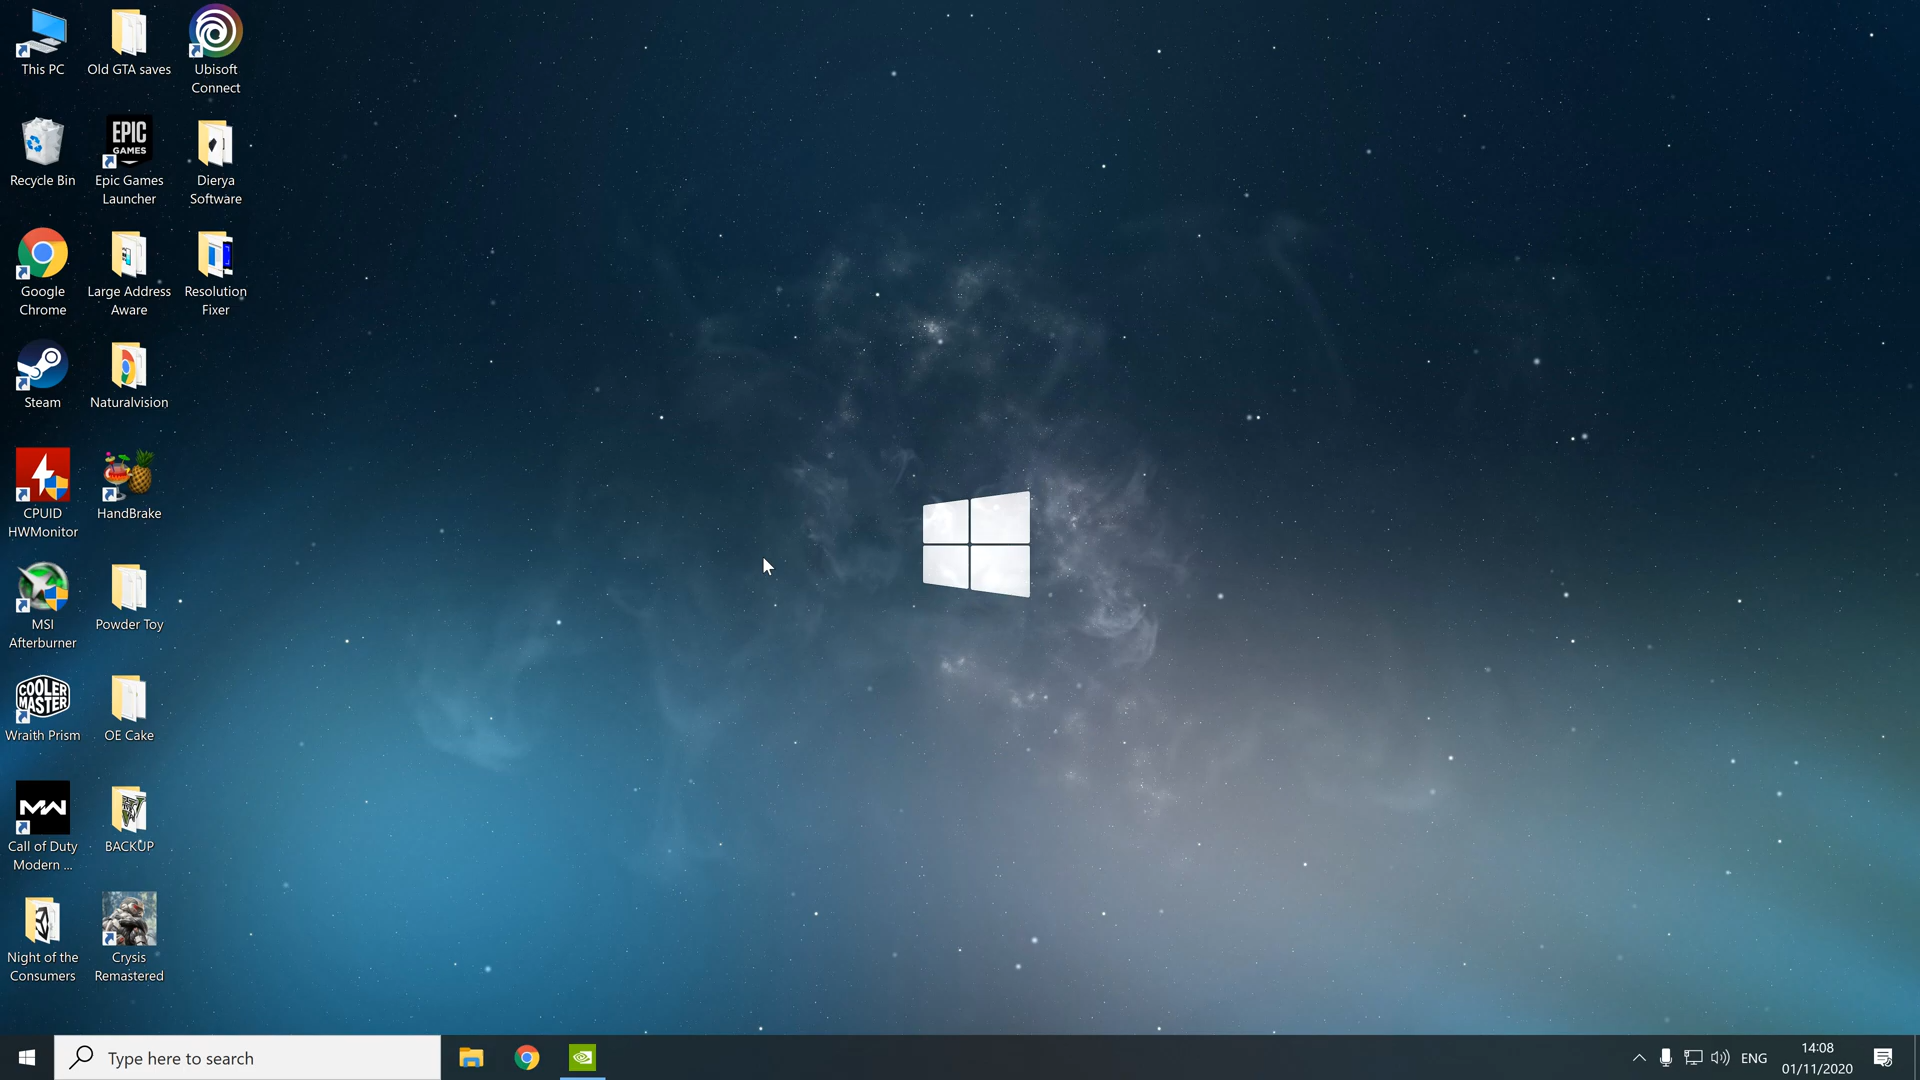 This PC
Old GTA saves
Ubisoft
Connect
Recycle Bin
EPIC
GAMES
Epic Games
Launcher
Dierya
Software
Google
Chrome
Large Address
Aware
Resolution
Fixer
Steam
Naturalvision
CPUID
HWMonitor
HandBrake
MSI
Afterburner
Powder Toy
COOLER
MASTER
Wraith Prism
OE Cake
MW
Call of Duty
Modern ...
BACKUP
Night of the
Consumers
Crysis
Remastered
Type here to search
ENG
14:08
01/11/2020